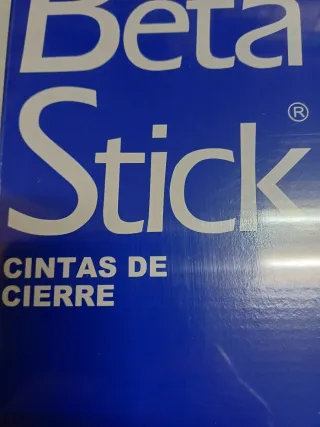 Beta
Stick®
CINTAS DE
CIERRE